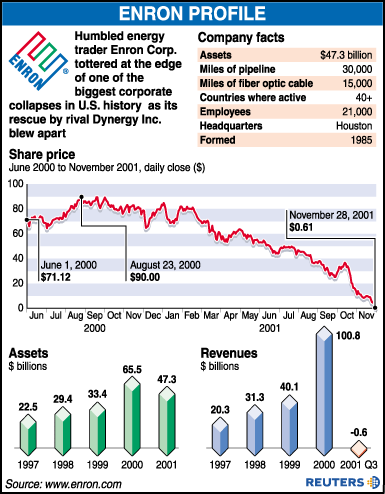 ENRON PROFILE
ENRON
Humbled energy
trader Enron Corp.
tottered at the edge
of one of the
biggest corporate
collapses in U.S. history as its
rescue by rival Dynergy Inc.
blew apart
Company facts
Assets $47.3 billion
Miles of pipeline 30,000
Miles of fiber optic cable 15,000
Countries where active 40+
Employees 21,000
Headquarters Houston
Formed 1985
Share price
June 2000 to November 2001, daily close ($)
100
80
60
40
20
0
November 28, 2001
$0.61
June 1, 2000
$71.12
August 23, 2000
$90.00
Jun Jul Aug Sep Oct Nov Dec Jan Feb Mar Apr May Jun Jul Aug Sep Oct Nov
2000 2001
Assets
$ billions
22.5 29.4 33.4 65.5 47.3
1997 1998 1999 2000 2001
Revenues
$ billions
20.3 31.3 40.1 100.8 -0.6
1997 1998 1999 2000 2001 Q3
Source: www.enron.com
REUTERS